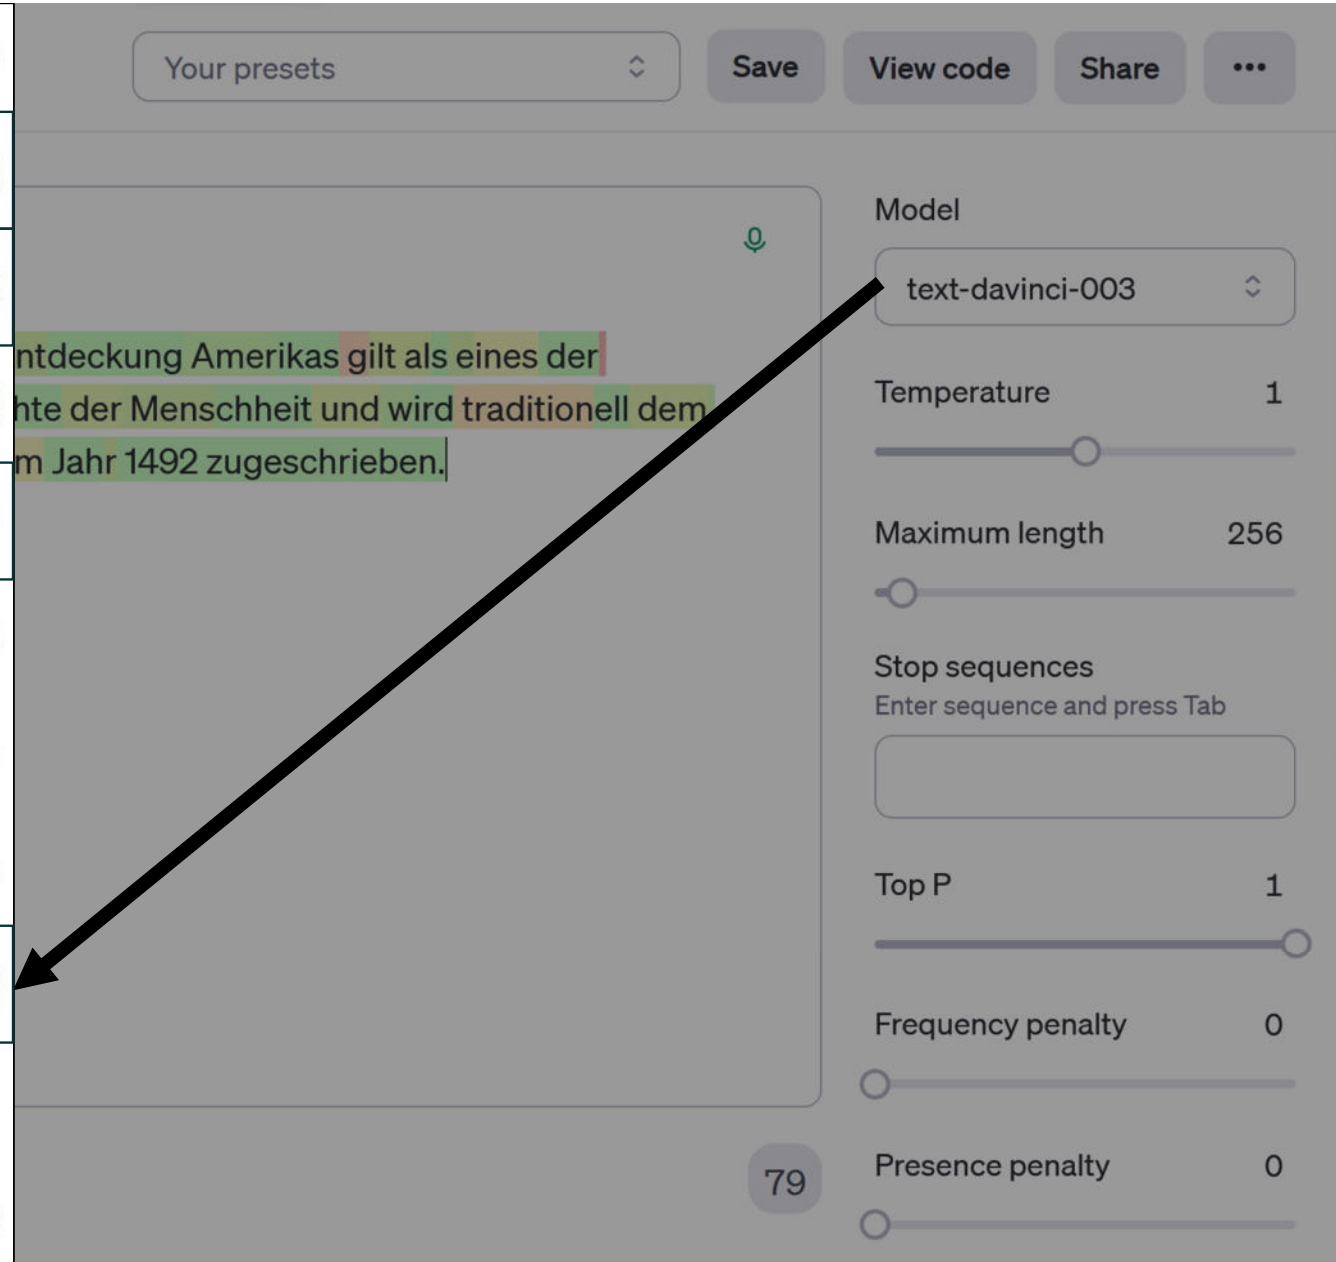 Your presets
Save
View code
Share
ntdeckung Amerikas gilt als eines der
hte der Menschheit und wird traditionell dem
m Jahr 1492 zugeschrieben.
79
Model
text-davinci-003
Temperature 1
Maximum length 256
Stop sequences
Enter sequence and press Tab
Top P 1
Frequency penalty 0
Presence penalty 0